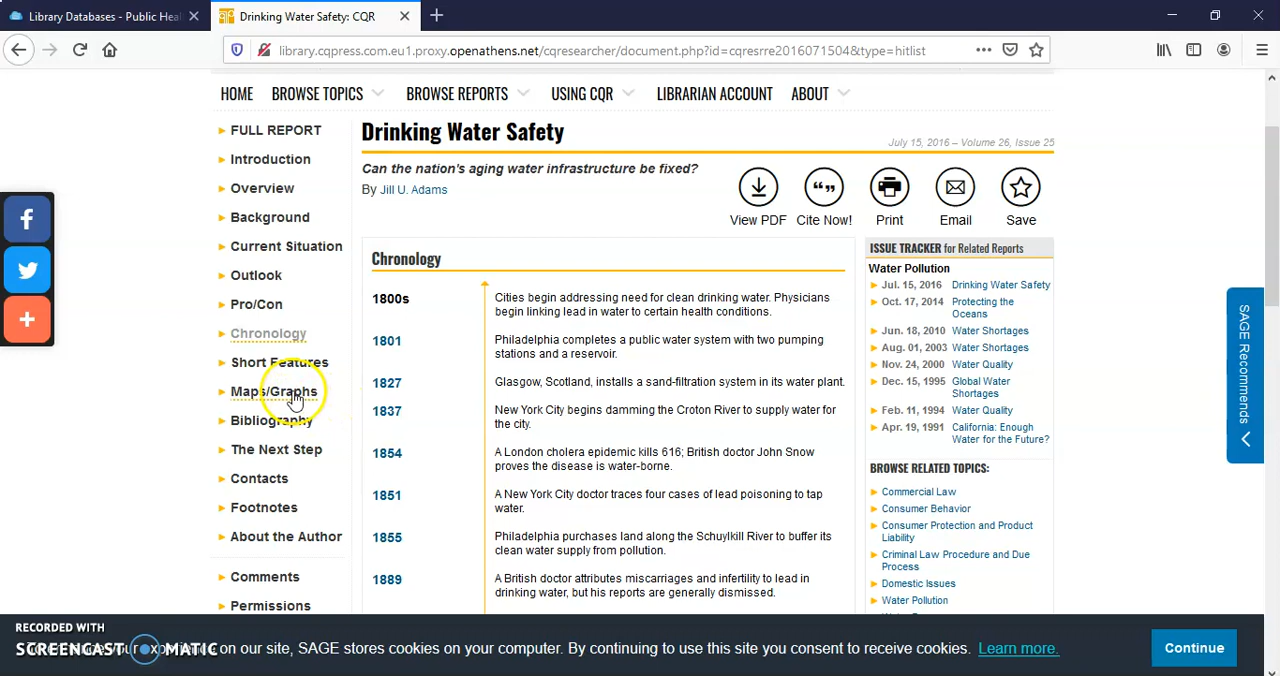 Library Databases - Public Heal
Drinking Water Safety: CQR
library.cqpress.com.eu1.proxy.openathens.net/cqresearcher/document.php?id=cqresrre2016071504&type=hitlist
HOME BROWSE TOPICS BROWSE REPORTS USING CQR LIBRARIAN ACCOUNT ABOUT
FULL REPORT
Introduction
Overview
Background
Current Situation
Outlook
Pro/Con
Chronology
Short Features
Maps/Graphs
Bibliography
The Next Step
Contacts
Footnotes
About the Author
Comments
Permissions
Drinking Water Safety
July 15, 2016 – Volume 26, Issue 25
Can the nation's aging water infrastructure be fixed?
By Jill U. Adams
View PDF Cite Now! Print Email Save
Chronology
1800s Cities begin addressing need for clean drinking water. Physicians
begin linking lead in water to certain health conditions.
1801 Philadelphia completes a public water system with two pumping
stations and a reservoir.
1827 Glasgow, Scotland, installs a sand-filtration system in its water plant.
1837 New York City begins damming the Croton River to supply water for
the city.
1854 A London cholera epidemic kills 616; British doctor John Snow
proves the disease is water-borne.
1851 A New York City doctor traces four cases of lead poisoning to tap
water.
1855 Philadelphia purchases land along the Schuylkill River to buffer its
clean water supply from pollution.
1889 A British doctor attributes miscarriages and infertility to lead in
drinking water, but his reports are generally dismissed.
ISSUE TRACKER for Related Reports
Water Pollution
Jul. 15, 2016 Drinking Water Safety
Oct. 17, 2014 Protecting the
Oceans
Jun. 18, 2010 Water Shortages
Aug. 01, 2003 Water Shortages
Nov. 24, 2000 Water Quality
Dec. 15, 1995 Global Water
Shortages
Feb. 11, 1994 Water Quality
Apr. 19, 1991 California: Enough
Water for the Future?
BROWSE RELATED TOPICS:
Commercial Law
Consumer Behavior
Consumer Protection and Product
Liability
Criminal Law Procedure and Due
Process
Domestic Issues
Water Pollution
SAGE Recommends
RECORDED WITH
SCREENCAST MATIC
on our site, SAGE stores cookies on your computer. By continuing to use this site you consent to receive cookies. Learn more.
Continue